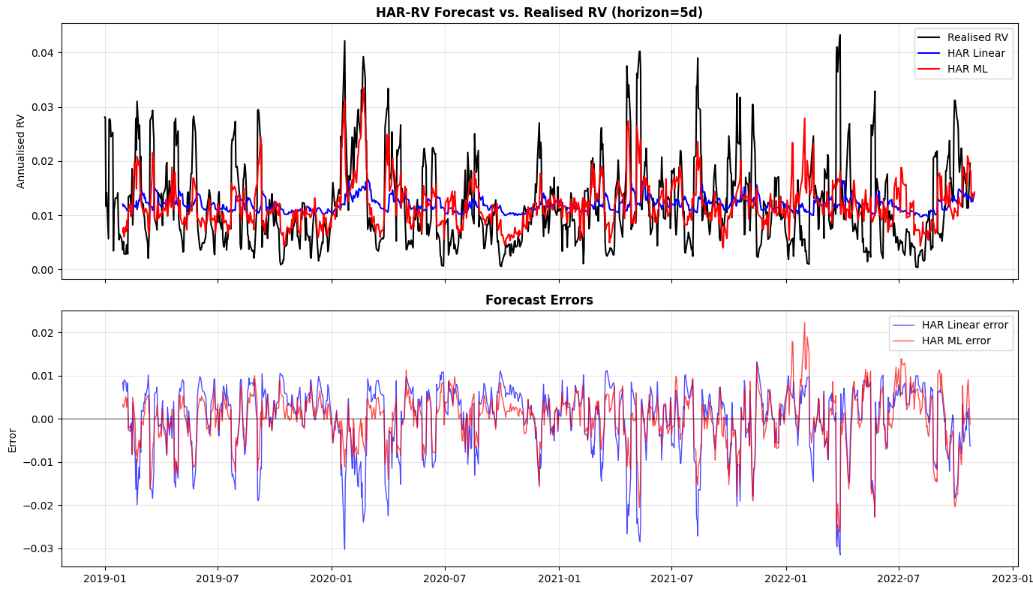 HAR-RV Forecast vs. Realised RV (horizon=5d)
Realised RV
HAR Linear
HAR ML
Annualised RV
0.04
0.03
0.02
0.01
0.00
Forecast Errors
HAR Linear error
HAR ML error
Error
0.02
0.01
0.00
−0.01
−0.02
−0.03
2019-01 2019-07 2020-01 2020-07 2021-01 2021-07 2022-01 2022-07 2023-01